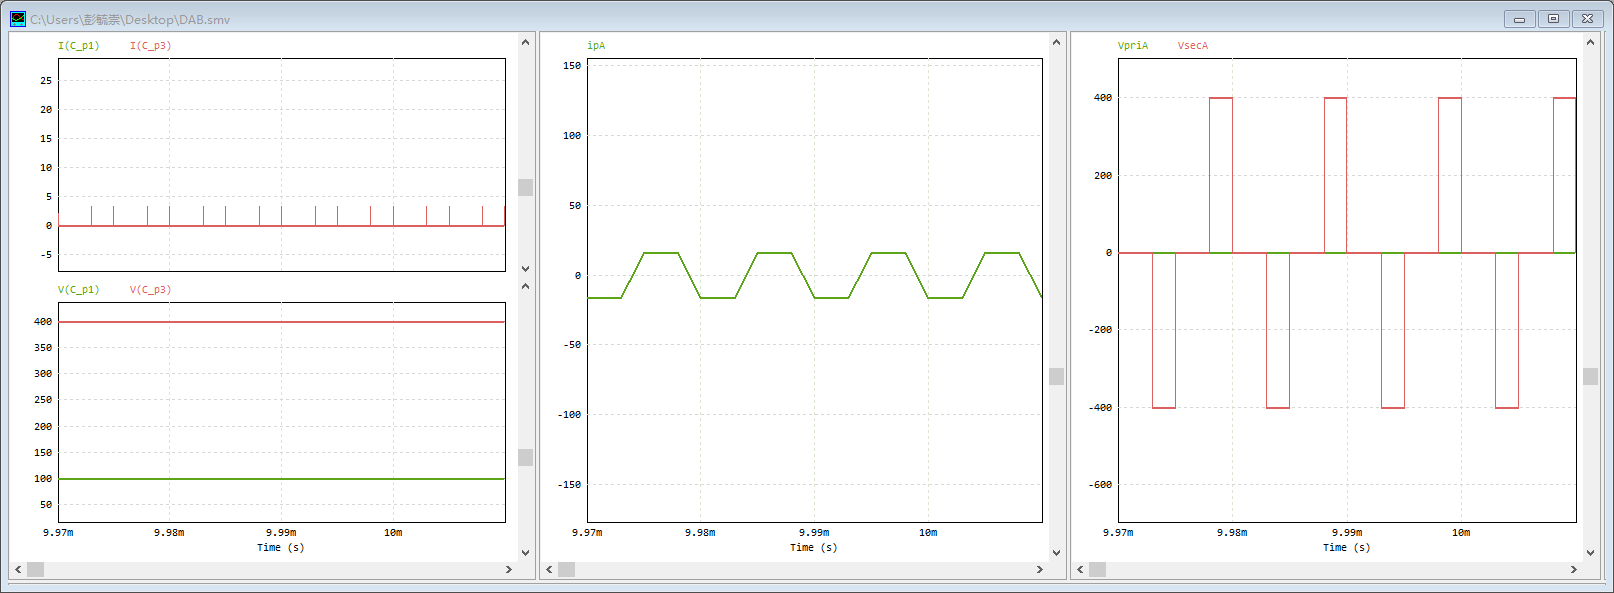 C:\Users\彭毓崇\Desktop\DAB.smv
I(C_p1) I(C_p3)
25
20
15
10
5
0
-5
V(C_p1) V(C_p3)
400
350
300
250
200
150
100
50
9.97m 9.98m 9.99m 10m
Time (s)
ipA
150
100
50
0
-50
-100
-150
9.97m 9.98m 9.99m 10m
Time (s)
VpriA VsecA
400
200
0
-200
-400
-600
9.97m 9.98m 9.99m 10m
Time (s)